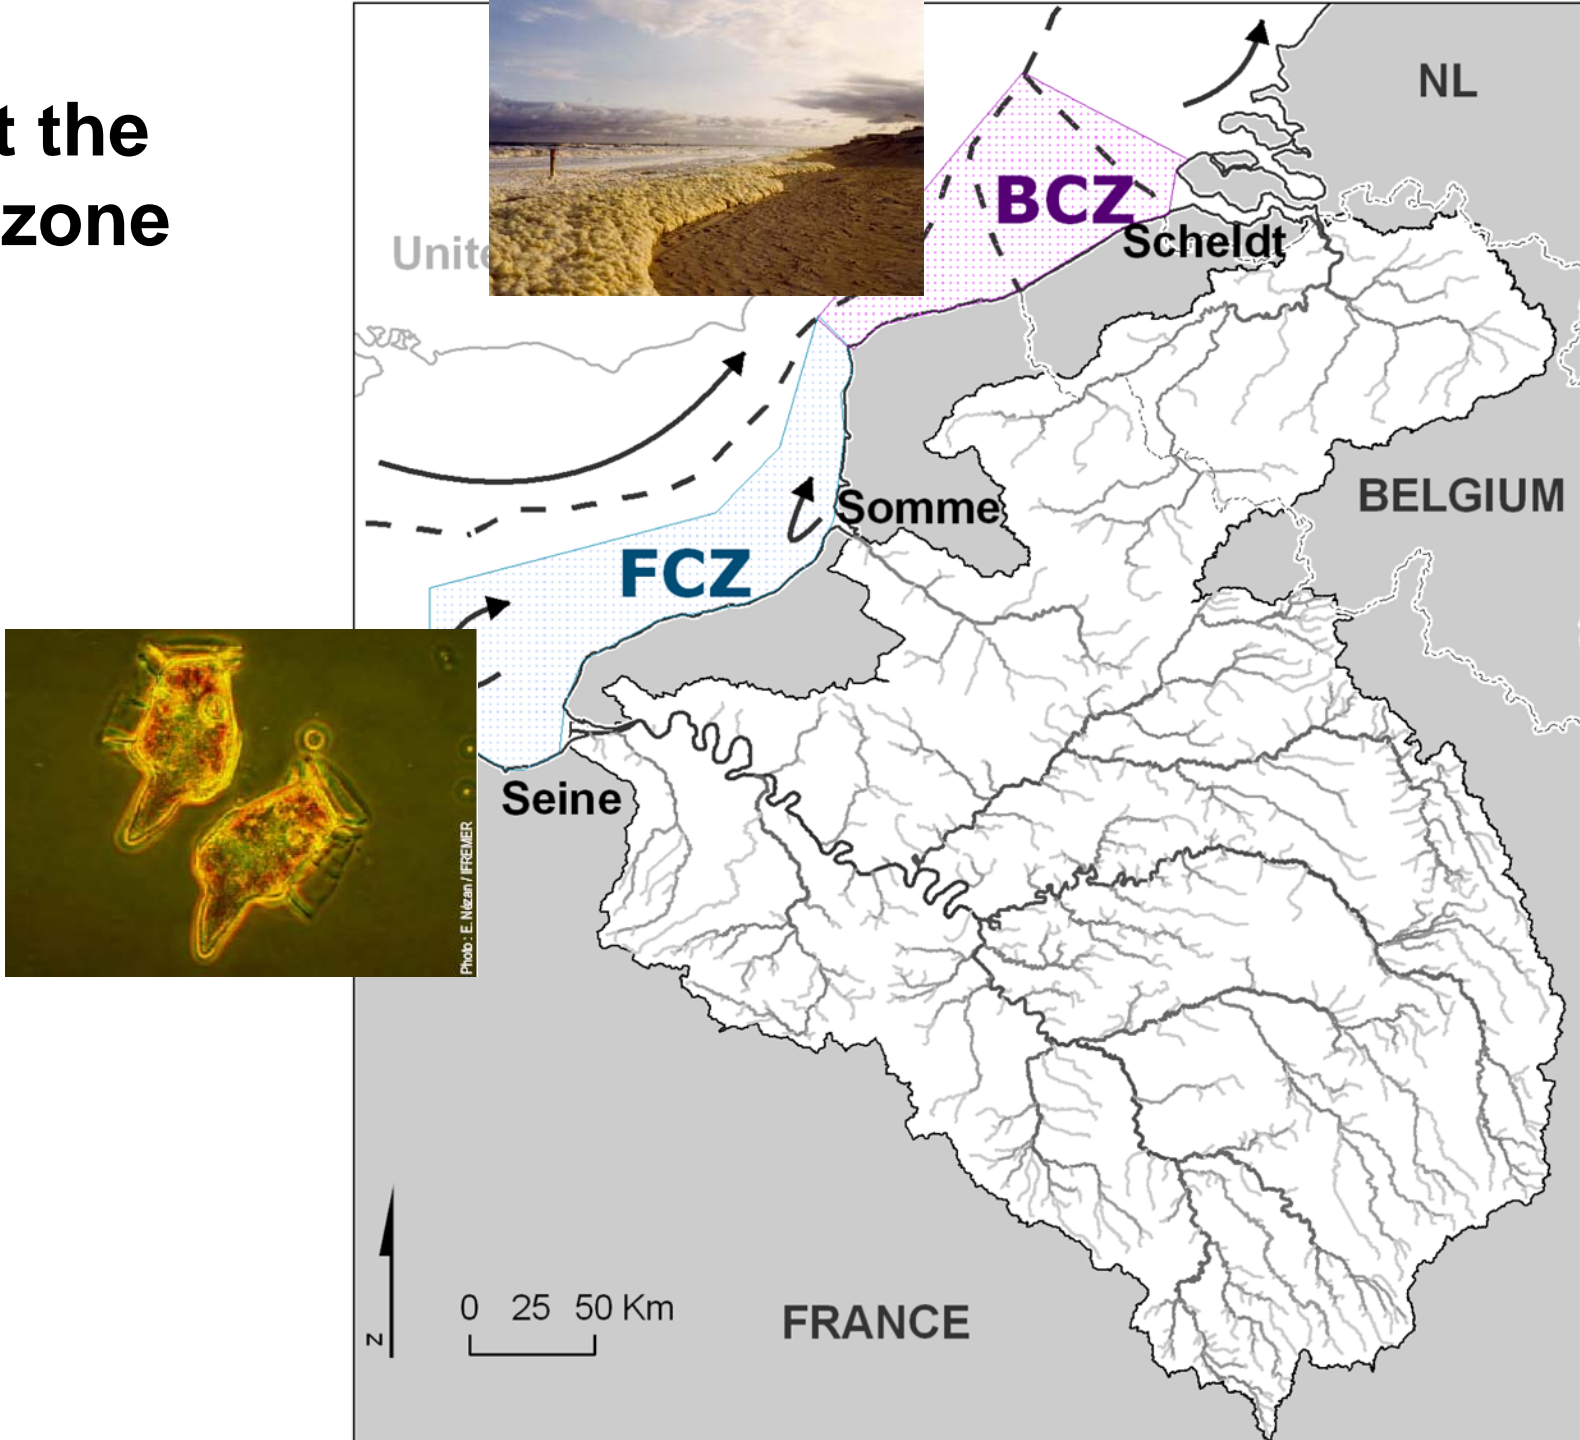 t the
zone
NL
BCZ
Scheldt
Unite
BELGIUM
Somme
FCZ
Seine
Photo : E. Nézan / IFREMER
0 25 50 Km
FRANCE
N